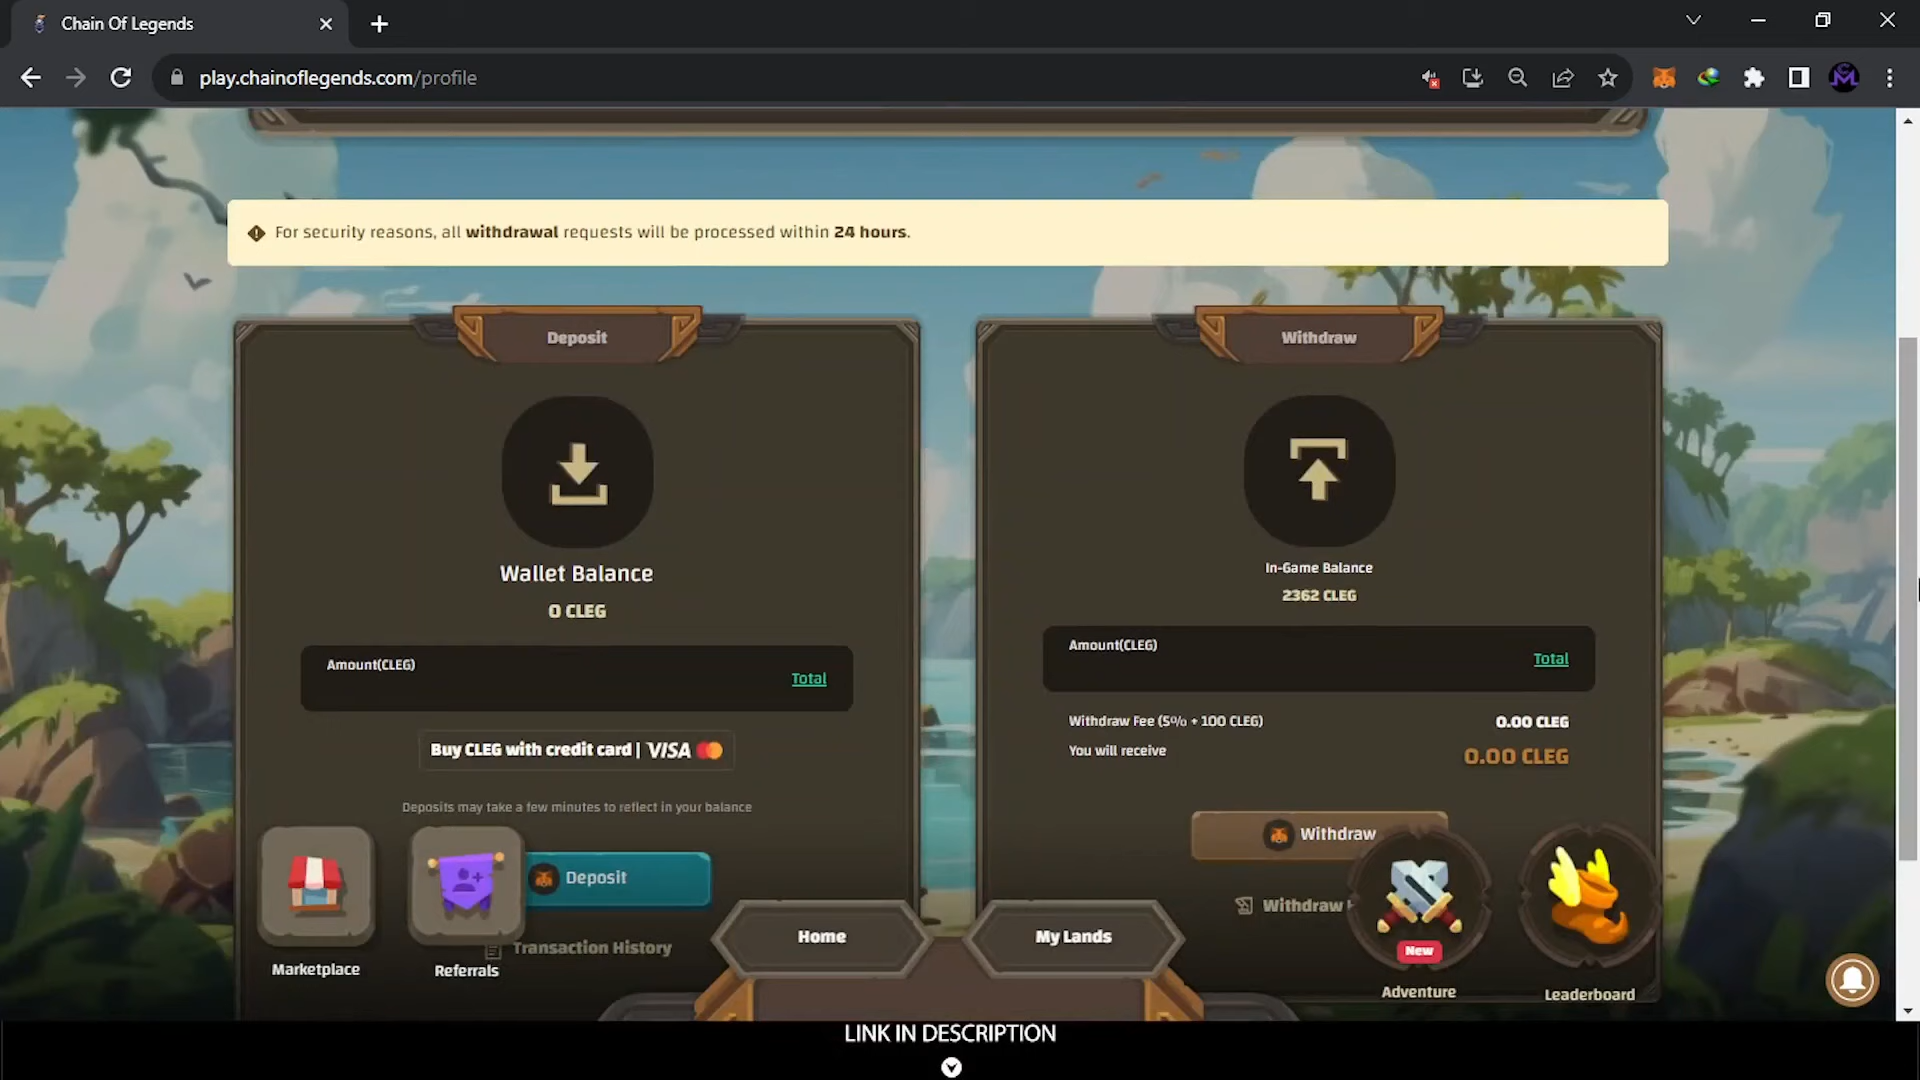 Chain Of Legends
play.chainoflegends.com/profile
For security reasons, all withdrawal requests will be processed within 24 hours.
Deposit
Wallet Balance
0 CLEG
Amount(CLEG)
Total
Buy CLEG with credit card | VISA
Deposits may take a few minutes to reflect in your balance
Deposit
Transaction History
Withdraw
In-Game Balance
2362 CLEG
Amount(CLEG)
Total
Withdraw Fee (5% + 100 CLEG)
0.00 CLEG
You will receive
0.00 CLEG
Withdraw
Withdraw
Marketplace
Referrals
Home
My Lands
New
Adventure
Leaderboard
LINK IN DESCRIPTION